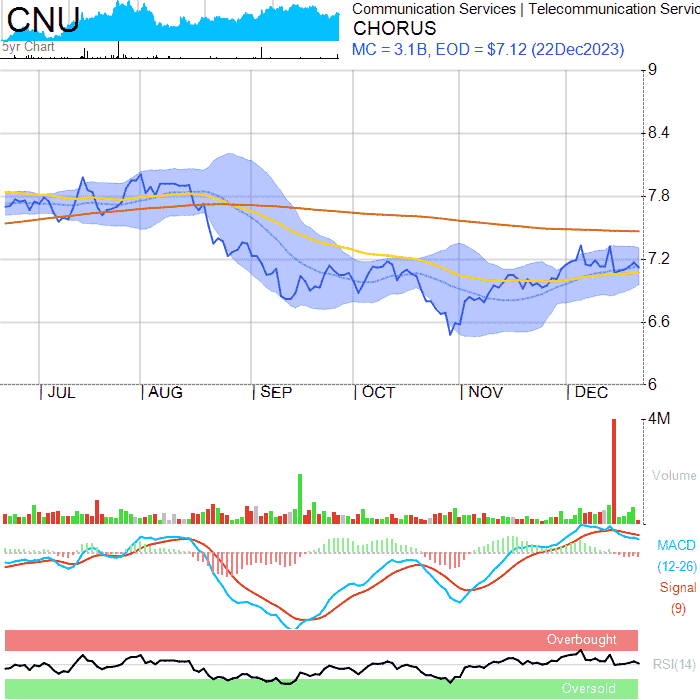 CNU
5yr Chart
Communication Services | Telecommunication Servic
CHORUS
MC = 3.1B, EOD = $7.12 (22Dec2023)
9
8.4
7.8
7.2
6.6
6
| JUL | AUG | SEP | OCT | NOV | DEC
4M
Volume
MACD
(12-26)
Signal
(9)
Overbought
RSI(14)
Oversold